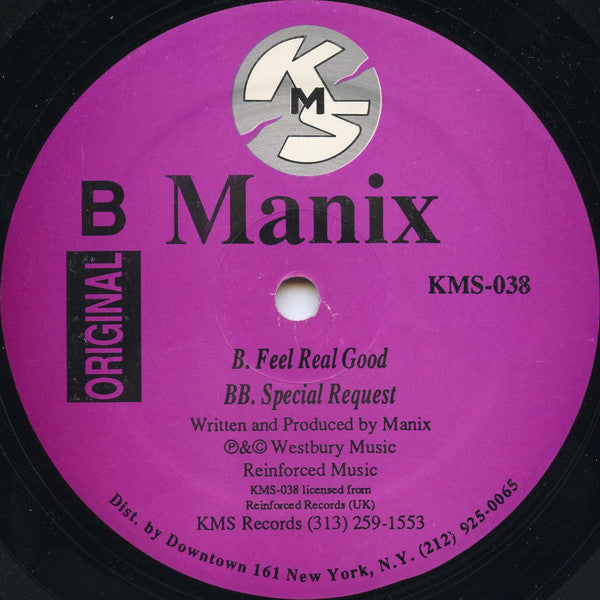 KMS
B
Manix
ORIGINAL
KMS-038
B. Feel Real Good
BB. Special Request
Written and Produced by Manix
℗&© Westbury Music
Reinforced Music
KMS-038 licensed from
Reinforced Records (UK)
KMS Records (313) 259-1553
Dist. by Downtown 161 New York, N.Y. (212) 925-0065